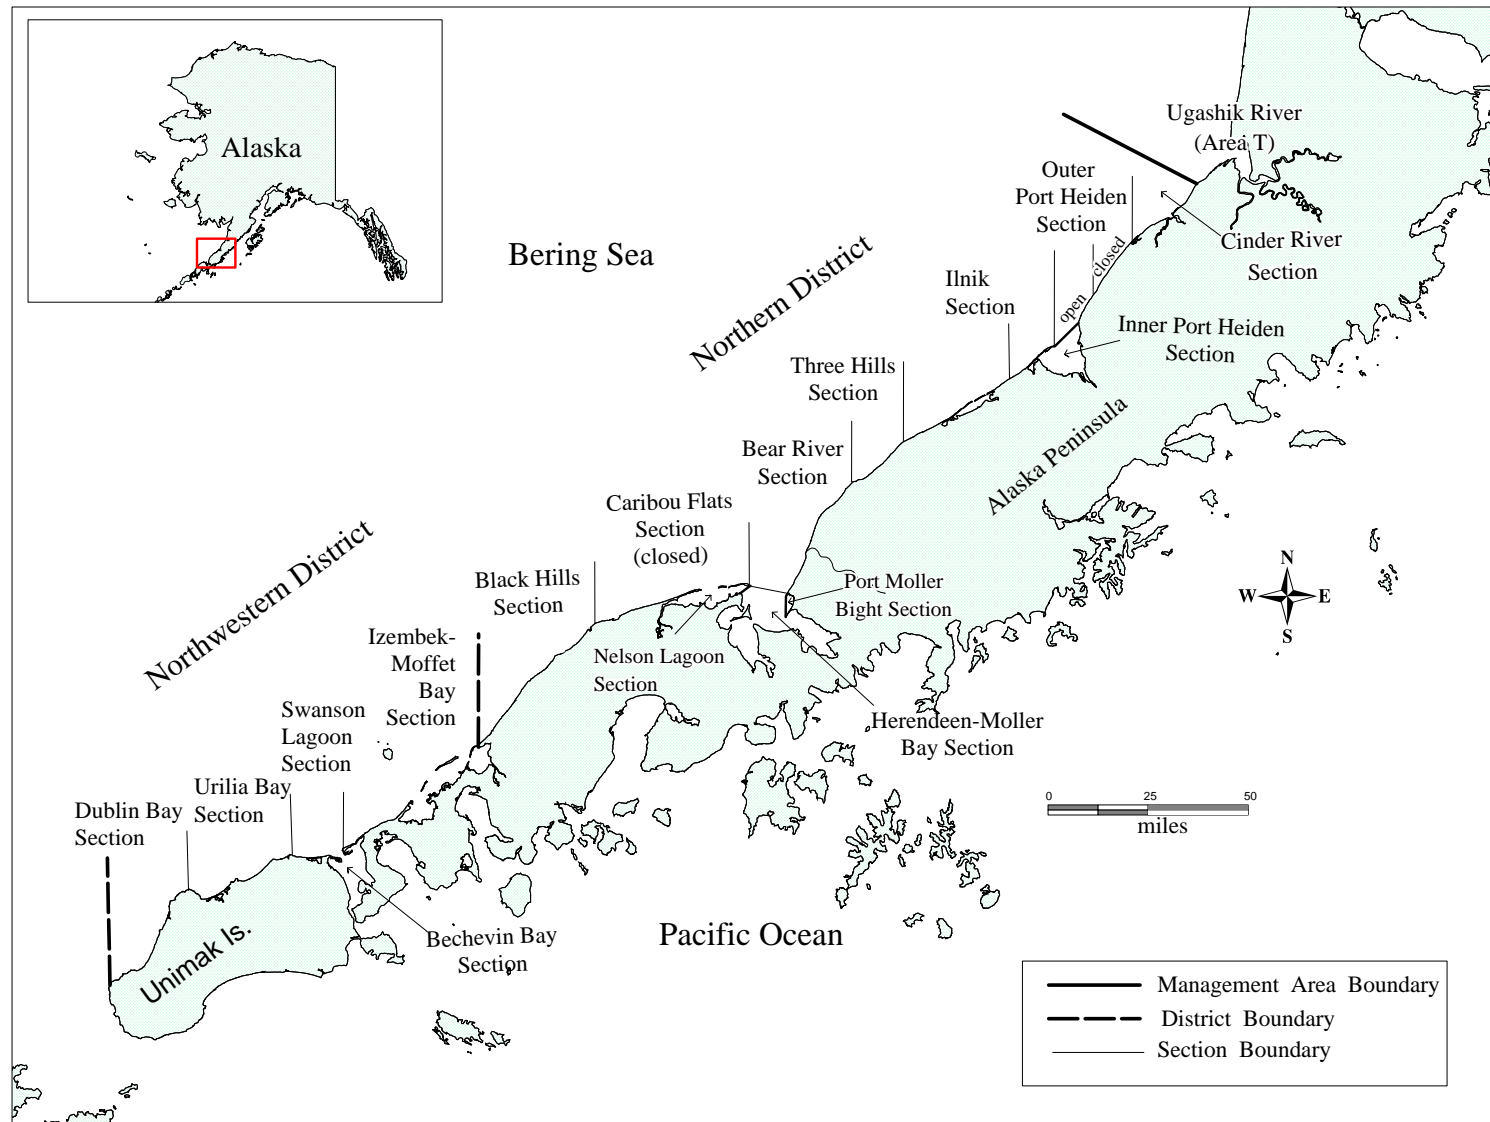 Alaska
Bering Sea
Northern District
Northwestern District
Ugashik River
(Area T)
Outer
Port Heiden
Section
Cinder River
Section
closed
open
Ilnik
Section
Inner Port Heiden
Section
Three Hills
Section
Alaska Peninsula
Bear River
Section
Caribou Flats
Section
(closed)
Black Hills
Section
Port Moller
Bight Section
Nelson Lagoon
Section
Izembek-
Moffet
Bay
Section
Herendeen-Moller
Bay Section
Swanson
Lagoon
Section
Urilia Bay
Section
Dublin Bay
Section
Unimak Is.
Bechevin Bay
Section
Pacific Ocean
N
W
E
S
0
25
50
miles
Management Area Boundary
District Boundary
Section Boundary